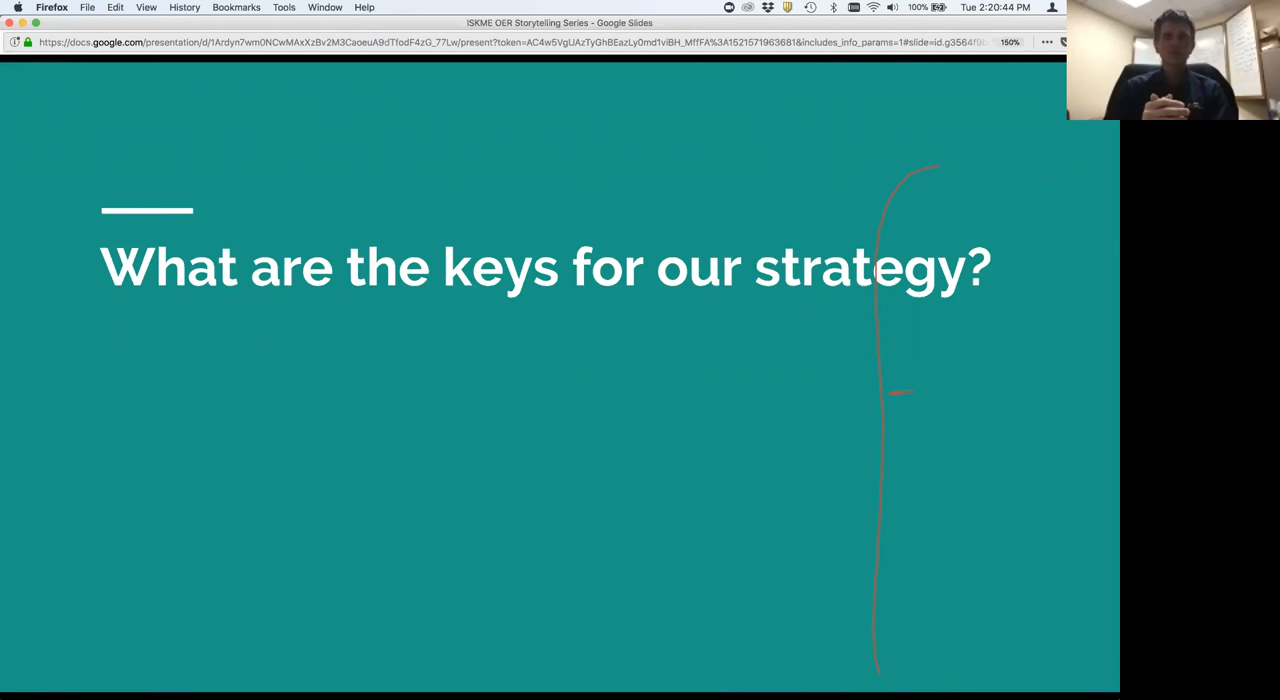 Firefox File Edit View History Bookmarks Tools Window Help 100% Tue 2:20:44 PM
ISKME OER Storytelling Series - Google Slides
150%
What are the keys for our strategy?